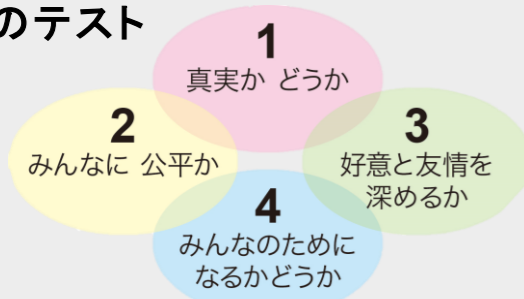 のテスト
1
真実か どうか
2
みんなに 公平か
3
好意と友情を
深めるか
4
みんなのために
なるかどうか